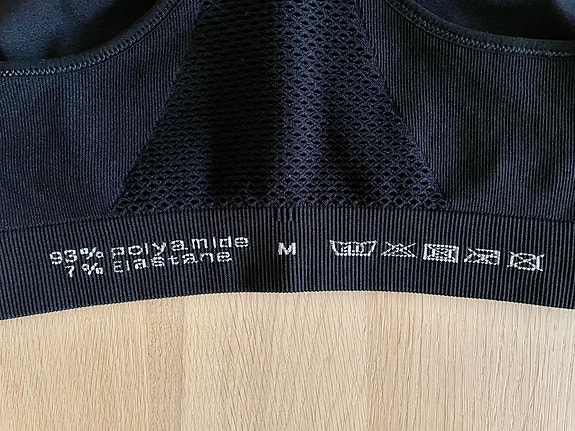 93% polyamide
7% Elastane
M